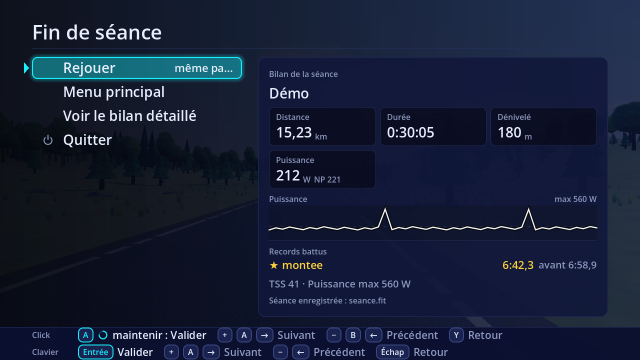 Fin de séance
Rejouer même pa...
Menu principal
Voir le bilan détaillé
Quitter
Bilan de la séance
Démo
Distance
15,23 km
Durée
0:30:05
Dénivelé
180 m
Puissance
212 W NP 221
Puissance max 560 W
Records battus
★ montee 6:42,3 avant 6:58,9
TSS 41 · Puissance max 560 W
Séance enregistrée : seance.fit
Click A maintenir : Valider + A → Suivant − B ← Précédent Y Retour
Clavier Entrée Valider + A → Suivant − ← Précédent Échap Retour